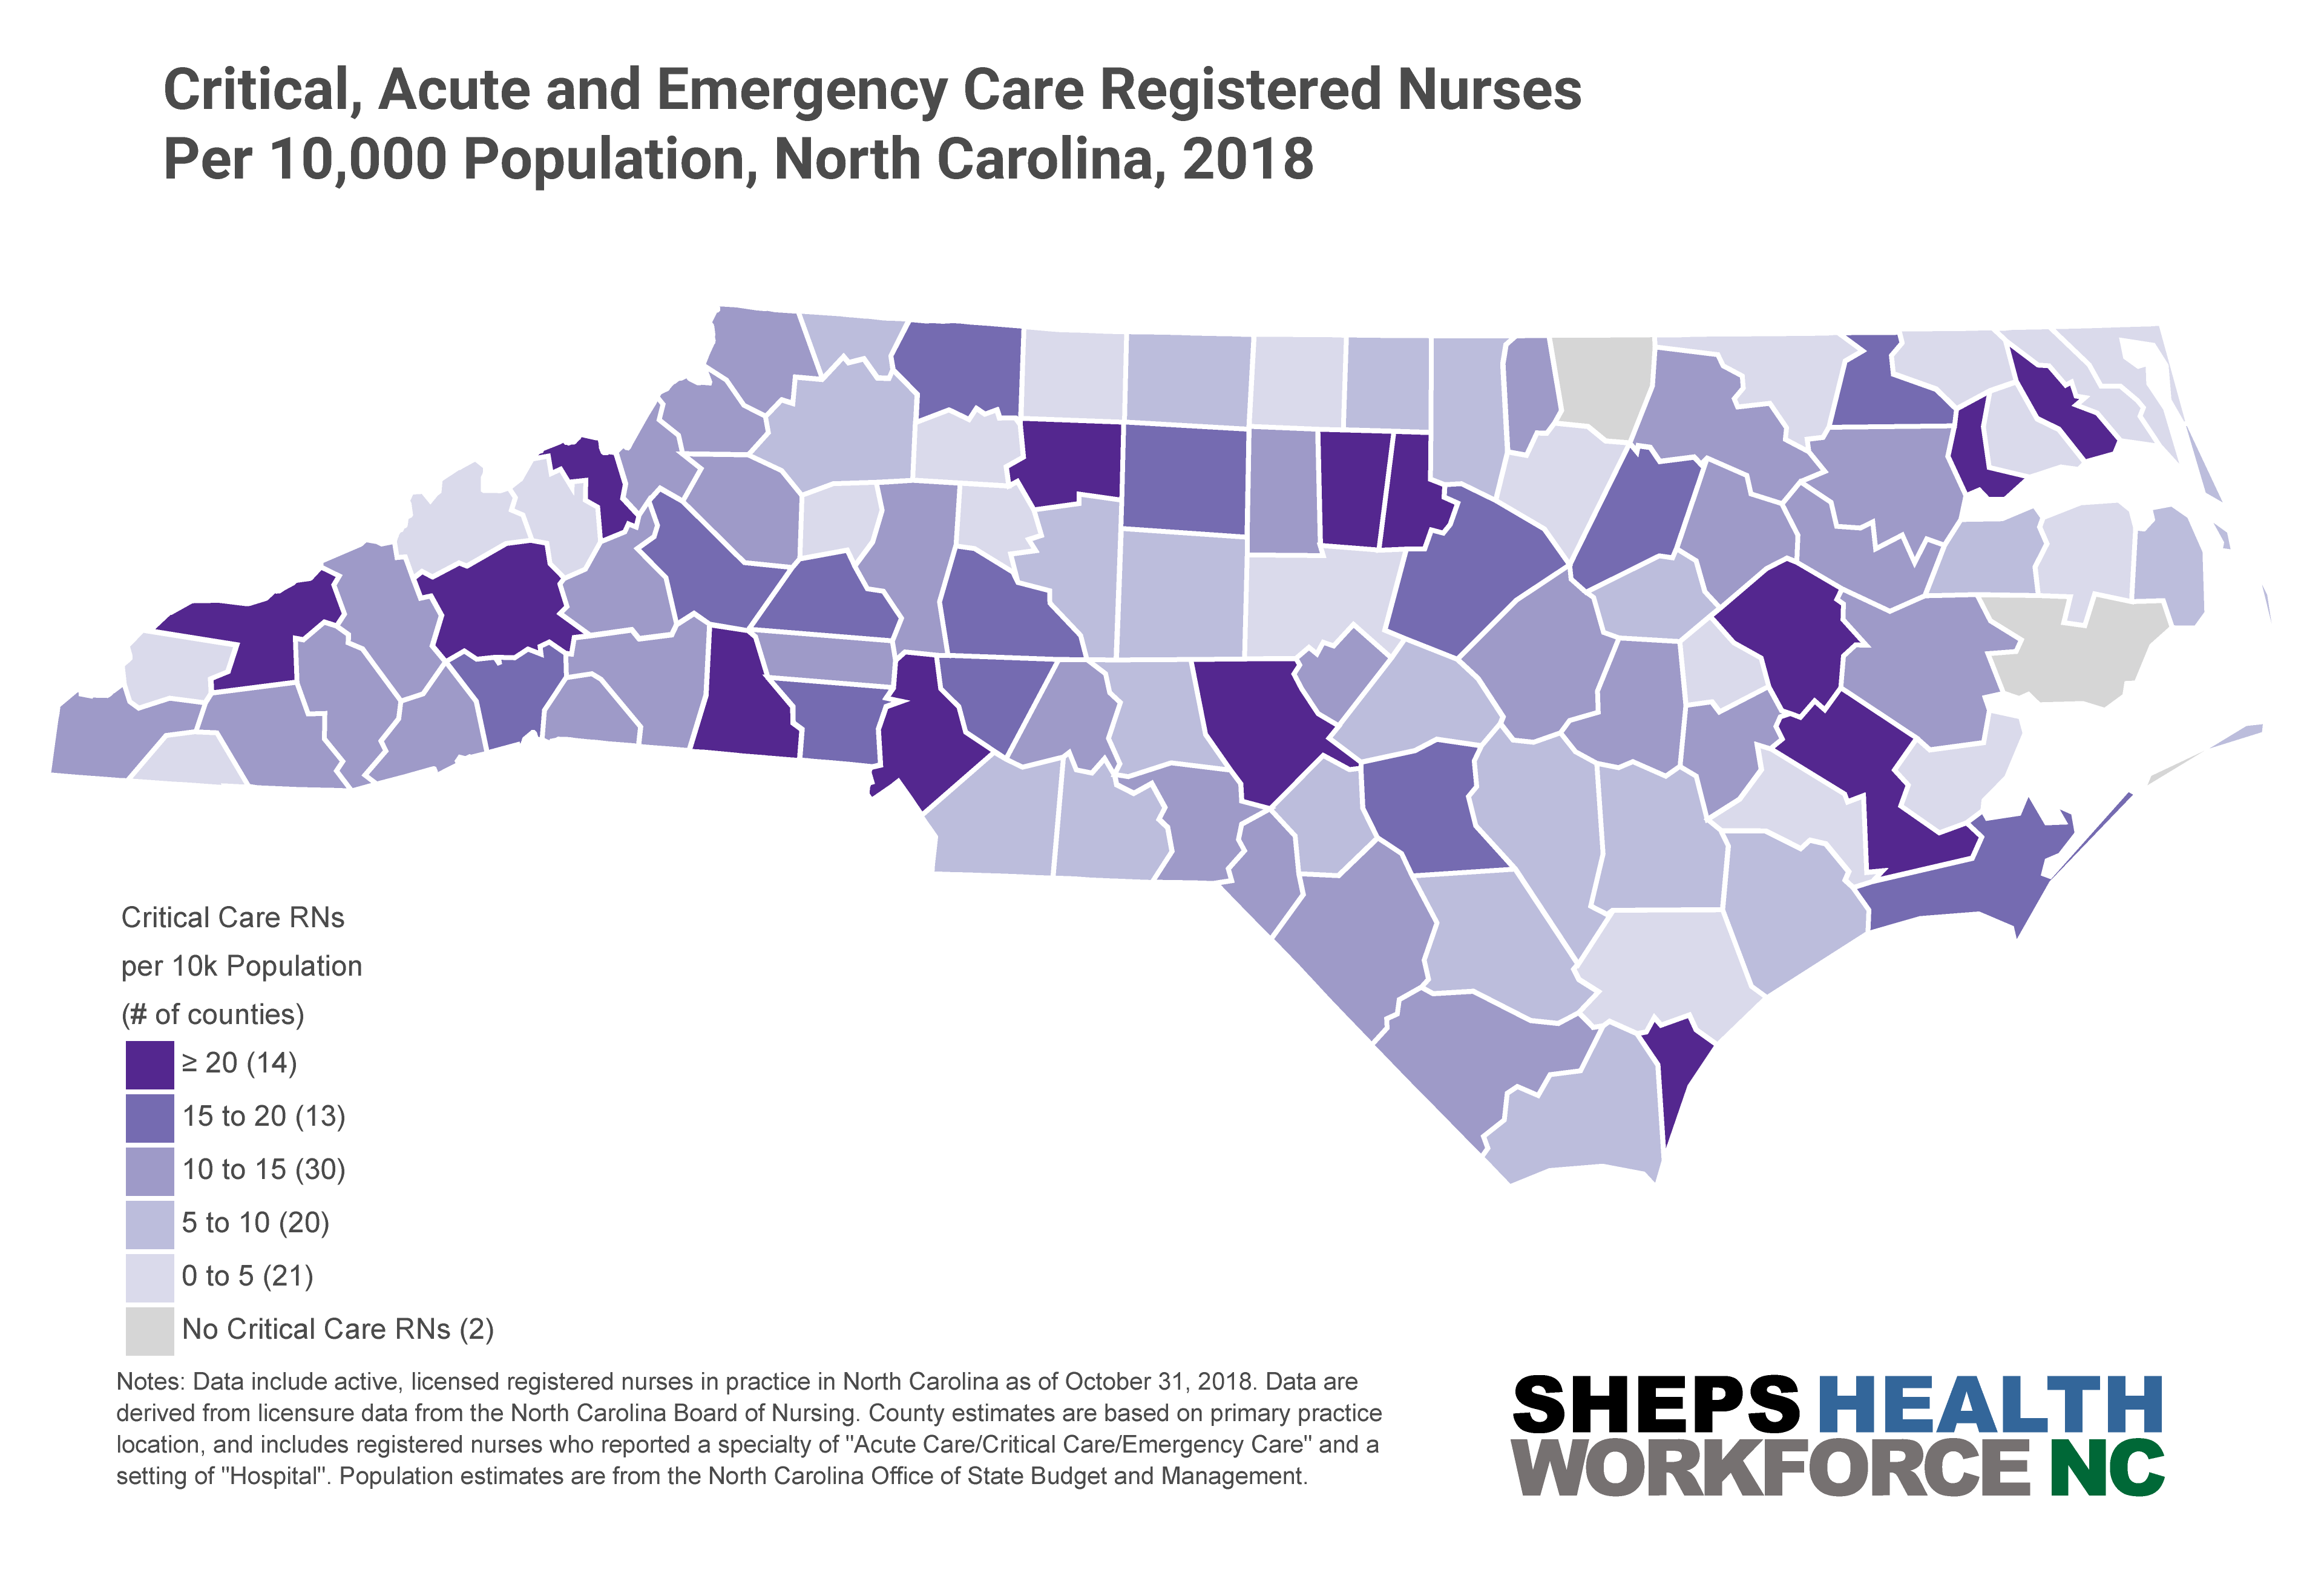 Critical, Acute and Emergency Care Registered Nurses
Per 10,000 Population, North Carolina, 2018
Critical Care RNs
per 10k Population
(# of counties)
≥ 20 (14)
15 to 20 (13)
10 to 15 (30)
5 to 10 (20)
0 to 5 (21)
No Critical Care RNs (2)
Notes: Data include active, licensed registered nurses in practice in North Carolina as of October 31, 2018. Data are
derived from licensure data from the North Carolina Board of Nursing. County estimates are based on primary practice
location, and includes registered nurses who reported a specialty of "Acute Care/Critical Care/Emergency Care" and a
setting of "Hospital". Population estimates are from the North Carolina Office of State Budget and Management.
SHEPS HEALTH
WORKFORCE NC